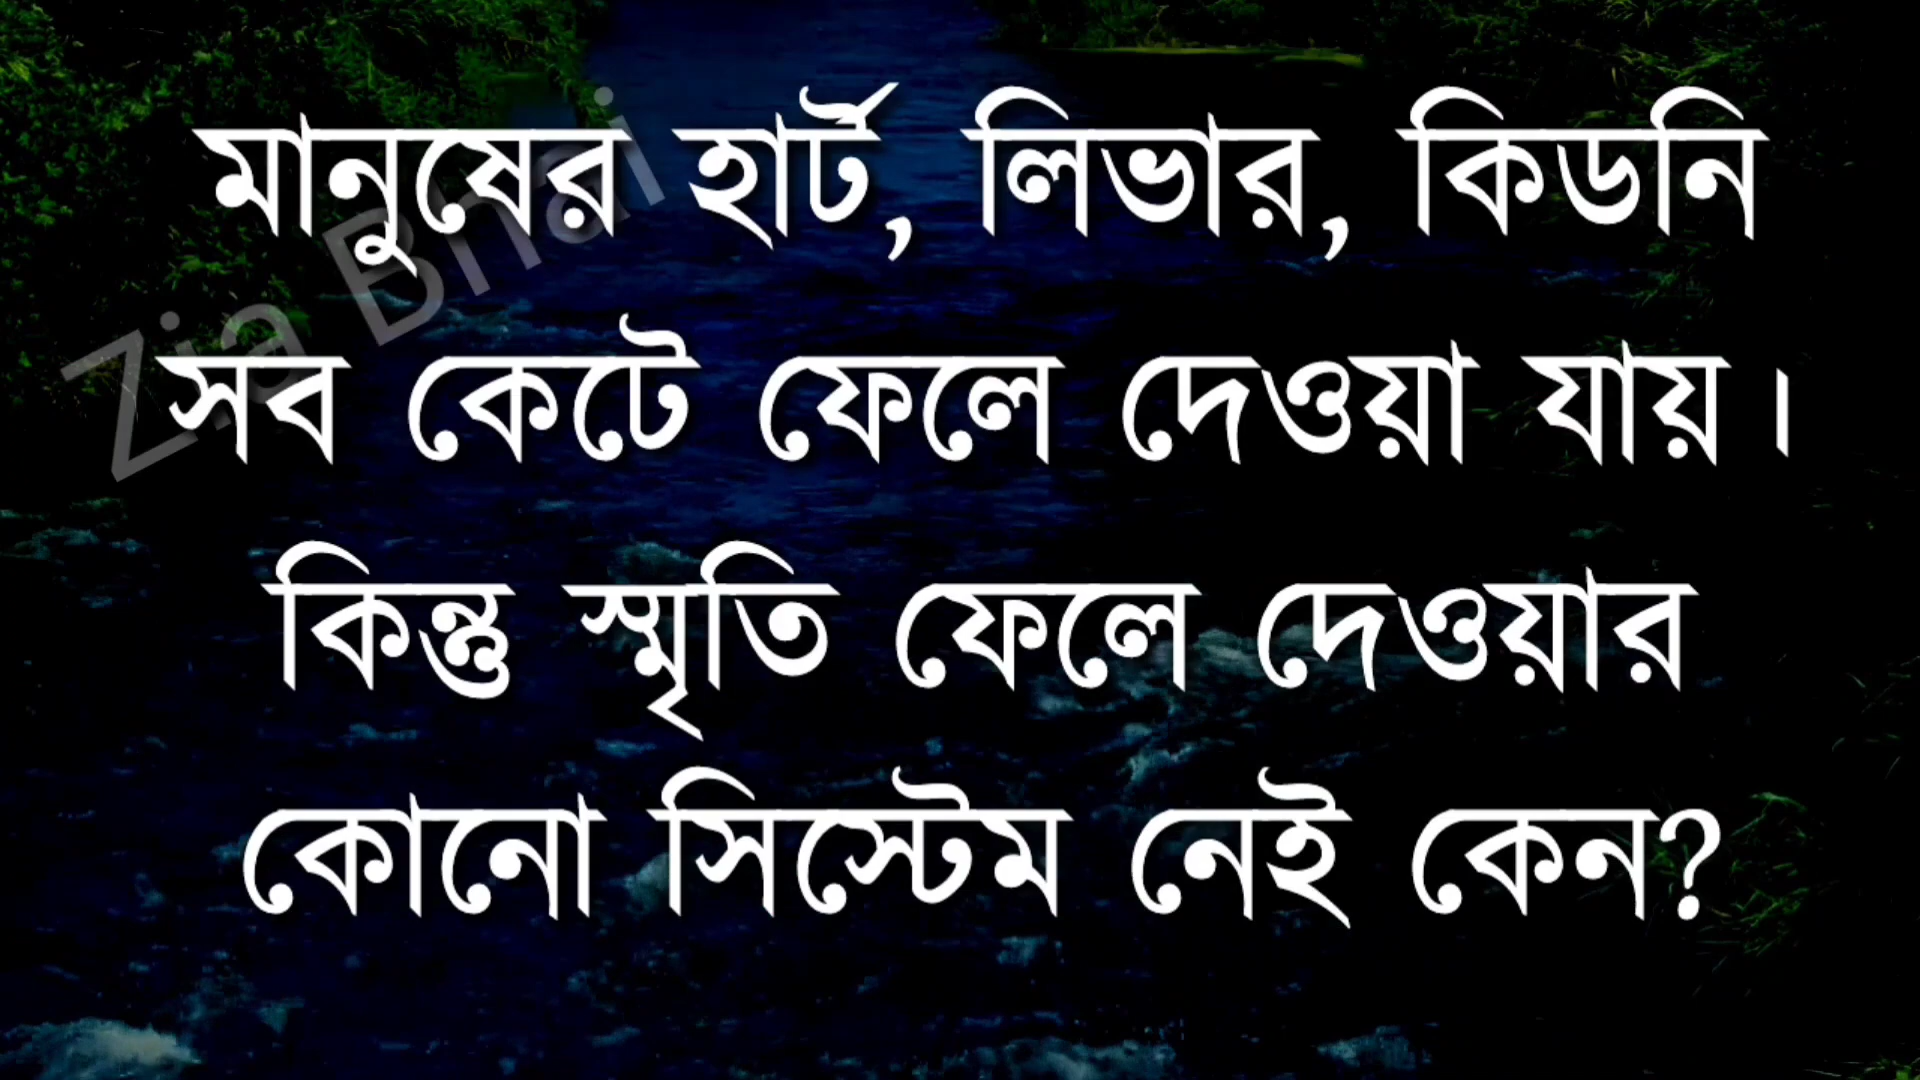 মানুষের হার্ট, লিভার, কিডনি
সব কেটে ফেলে দেওয়া যায়।
কিন্তু স্মৃতি ফেলে দেওয়ার
কোনো সিস্টেম নেই কেন?
Zia Bhai